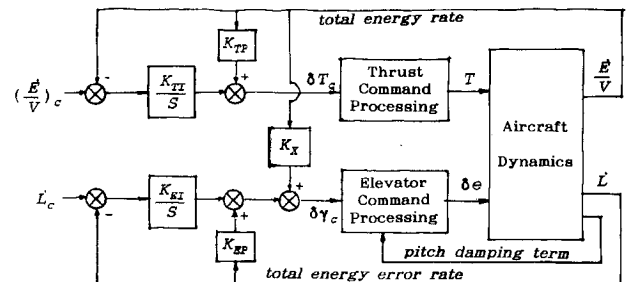 total energy rate
K_TP
(Ė/V)_c
-
K_TI/S
+
δT_c
Thrust
Command
Processing
T
Ė/V
Aircraft
Dynamics
K_X
+
L̇_c
-
K_EI/S
+
+
δγ_c
Elevator
Command
Processing
δe
L̇
K_EP
pitch damping term
total energy error rate